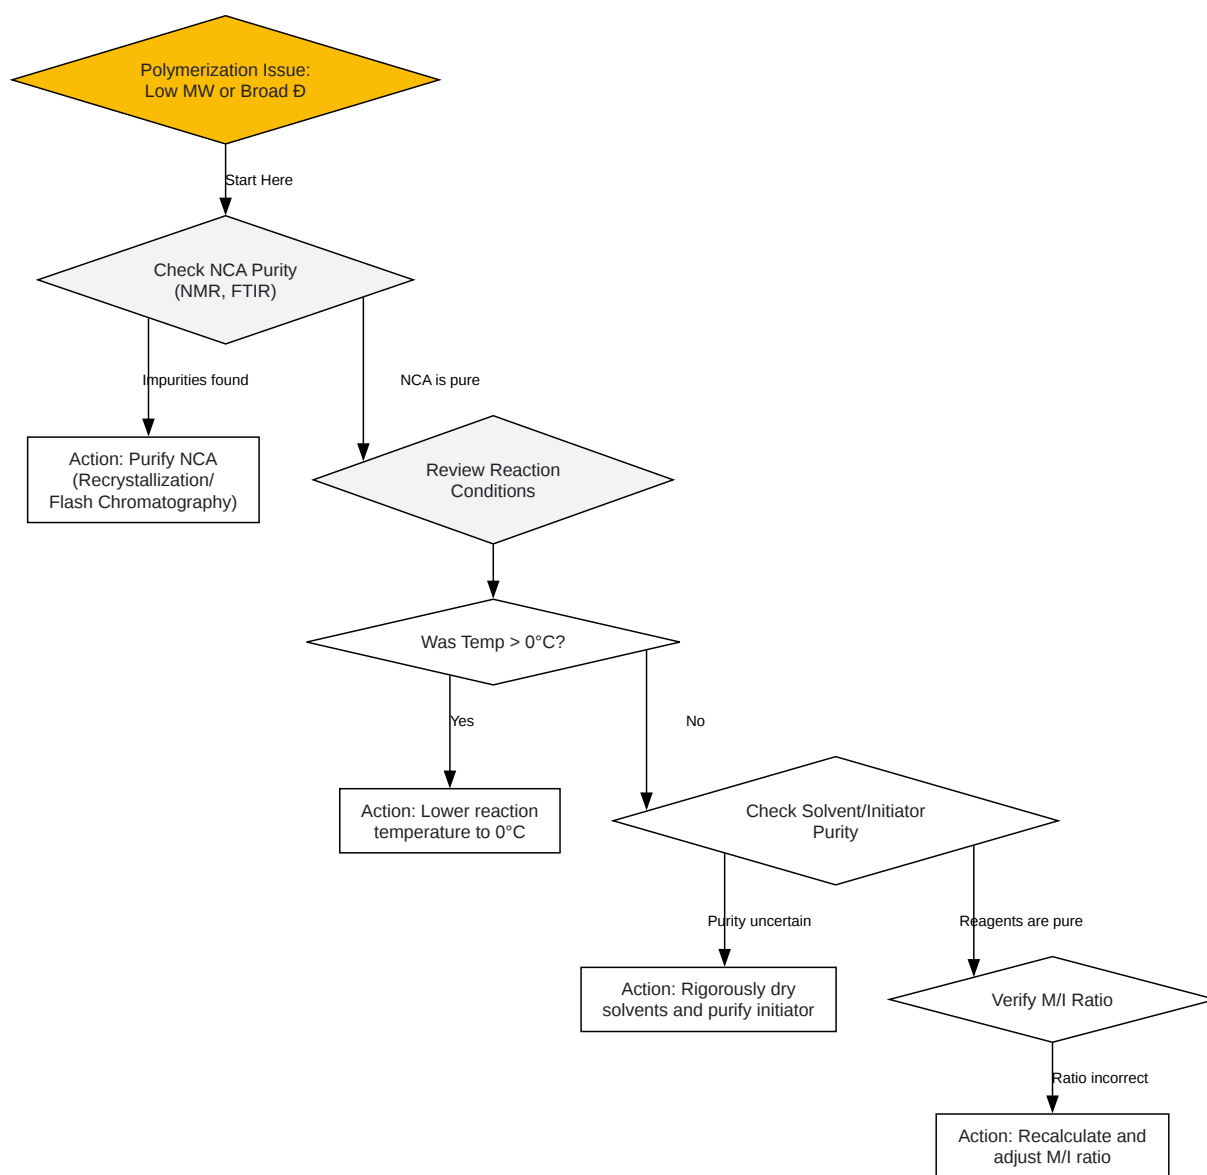 Polymerization Issue:
Low MW or Broad Đ
Start Here
Check NCA Purity
(NMR, FTIR)
Impurities found
NCA is pure
Action: Purify NCA
(Recrystallization/
Flash Chromatography)
Review Reaction
Conditions
Was Temp > 0°C?
Yes
No
Action: Lower reaction
temperature to 0°C
Check Solvent/Initiator
Purity
Purity uncertain
Reagents are pure
Action: Rigorously dry
solvents and purify initiator
Verify M/I Ratio
Ratio incorrect
Action: Recalculate and
adjust M/I ratio